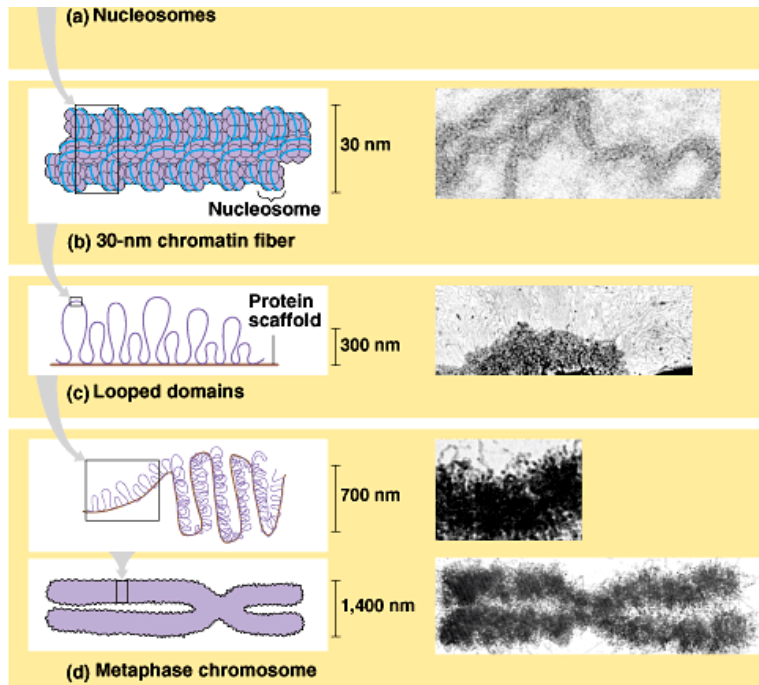 (a) Nucleosomes
30 nm
Nucleosome
(b) 30-nm chromatin fiber
Protein
scaffold
300 nm
(c) Looped domains
700 nm
1,400 nm
(d) Metaphase chromosome